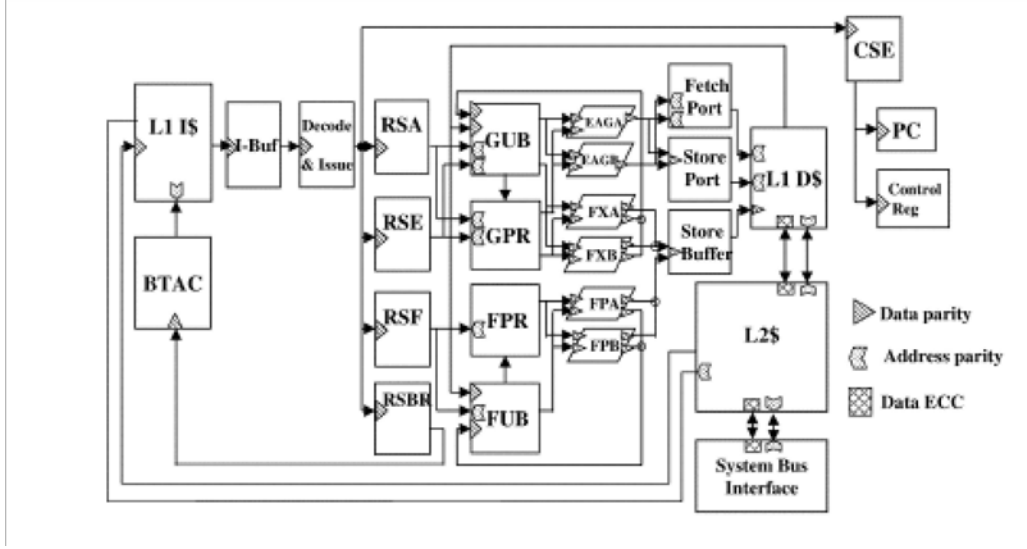 CSE
Fetch
Port
L1 I$
I-Buf
Decode
& Issue
RSA
GUB
EAGA
EAGB
Store
Port
L1 D$
PC
Control
Reg
RSE
GPR
FXA
FXB
Store
Buffer
BTAC
RSF
FPR
FPA
FPB
L2$
Data parity
Address parity
Data ECC
RSBR
FUB
System Bus
Interface